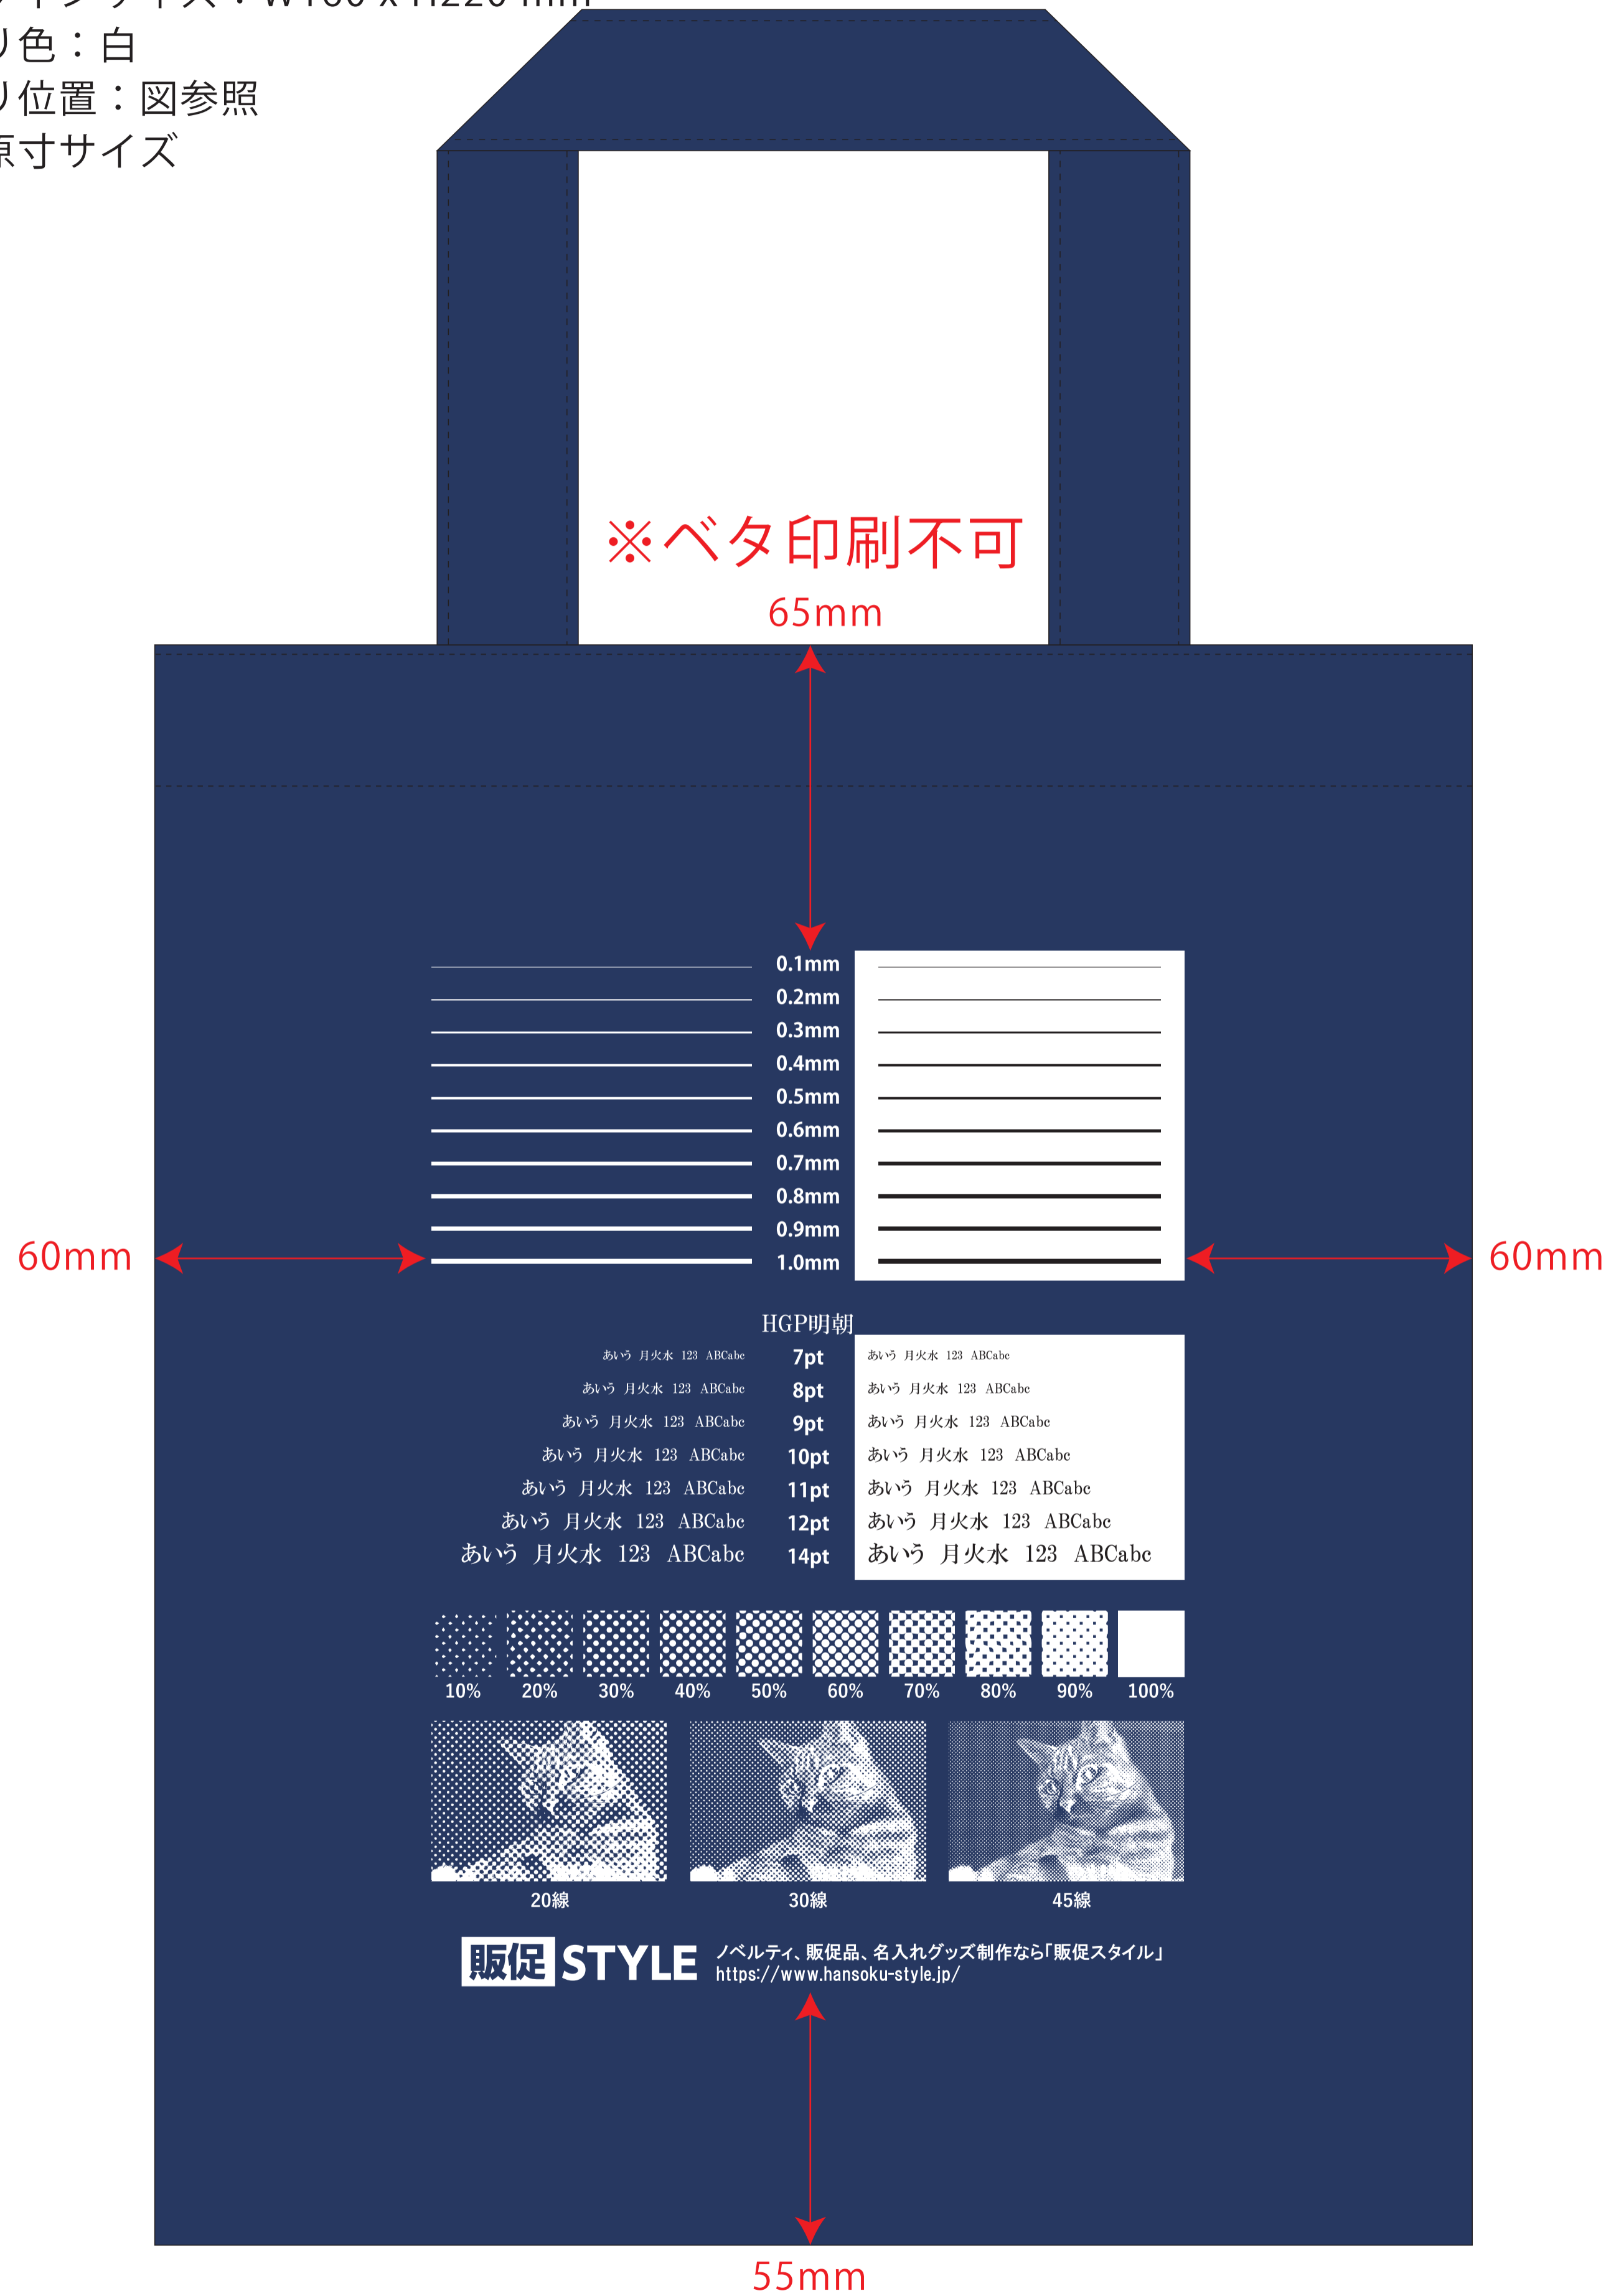 インサイズ：W160 x H220 mm
リ色：白
リ位置：図参照
原寸サイズ
※ベタ印刷不可
65mm
0.1mm
0.2mm
0.3mm
0.4mm
0.5mm
0.6mm
0.7mm
0.8mm
0.9mm
1.0mm
60mm
60mm
HGP明朝
あいう 月火水 123 ABCabc 7pt あいう 月火水 123 ABCabc
あいう 月火水 123 ABCabc 8pt あいう 月火水 123 ABCabc
あいう 月火水 123 ABCabc 9pt あいう 月火水 123 ABCabc
あいう 月火水 123 ABCabc 10pt あいう 月火水 123 ABCabc
あいう 月火水 123 ABCabc 11pt あいう 月火水 123 ABCabc
あいう 月火水 123 ABCabc 12pt あいう 月火水 123 ABCabc
あいう 月火水 123 ABCabc 14pt あいう 月火水 123 ABCabc
10% 20% 30% 40% 50% 60% 70% 80% 90% 100%
20線 30線 45線
販促 STYLE
ノベルティ、販促品、名入れグッズ制作なら「販促スタイル」
https://www.hansoku-style.jp/
55mm